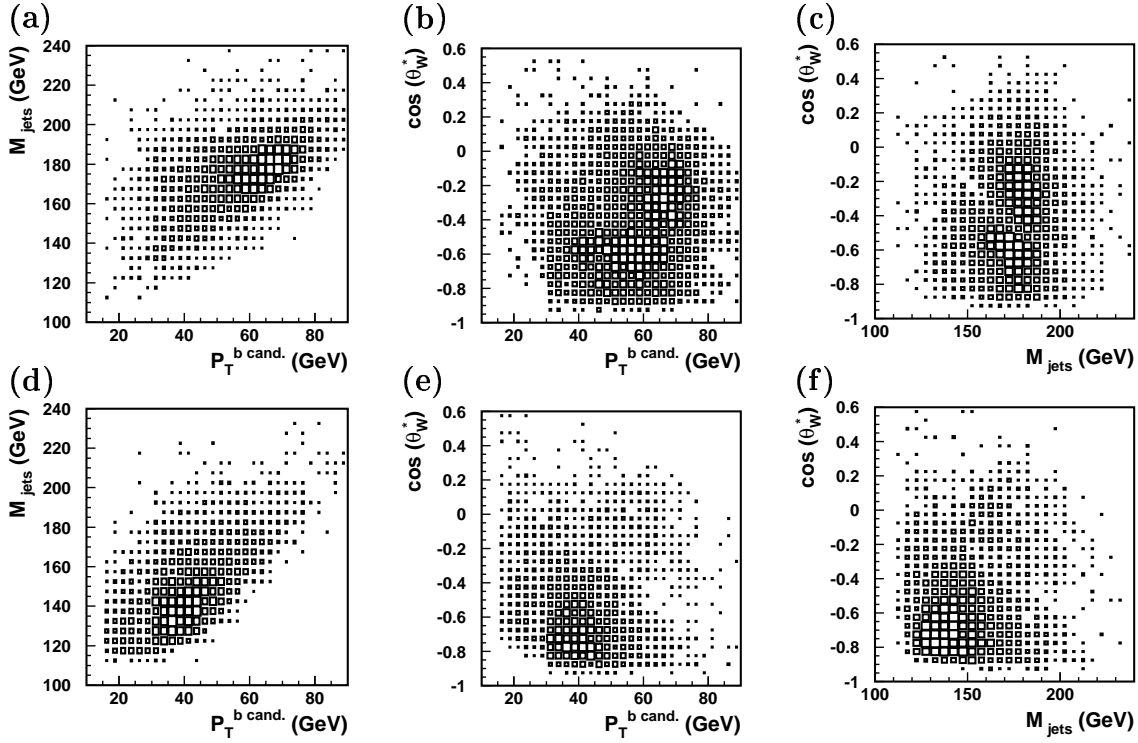 (a) (b) (c)
M jets (GeV)
240
220
200
180
160
140
120
100
20 40 60 80
P_T^b cand. (GeV)
cos (θ*_W)
0.6
0.4
0.2
0
-0.2
-0.4
-0.6
-0.8
-1
20 40 60 80
P_T^b cand. (GeV)
cos (θ*_W)
0.6
0.4
0.2
0
-0.2
-0.4
-0.6
-0.8
-1
100 150 200
M jets (GeV)
(d) (e) (f)
M jets (GeV)
240
220
200
180
160
140
120
100
20 40 60 80
P_T^b cand. (GeV)
cos (θ*_W)
0.6
0.4
0.2
0
-0.2
-0.4
-0.6
-0.8
-1
20 40 60 80
P_T^b cand. (GeV)
cos (θ*_W)
0.6
0.4
0.2
0
-0.2
-0.4
-0.6
-0.8
-1
100 150 200
M jets (GeV)